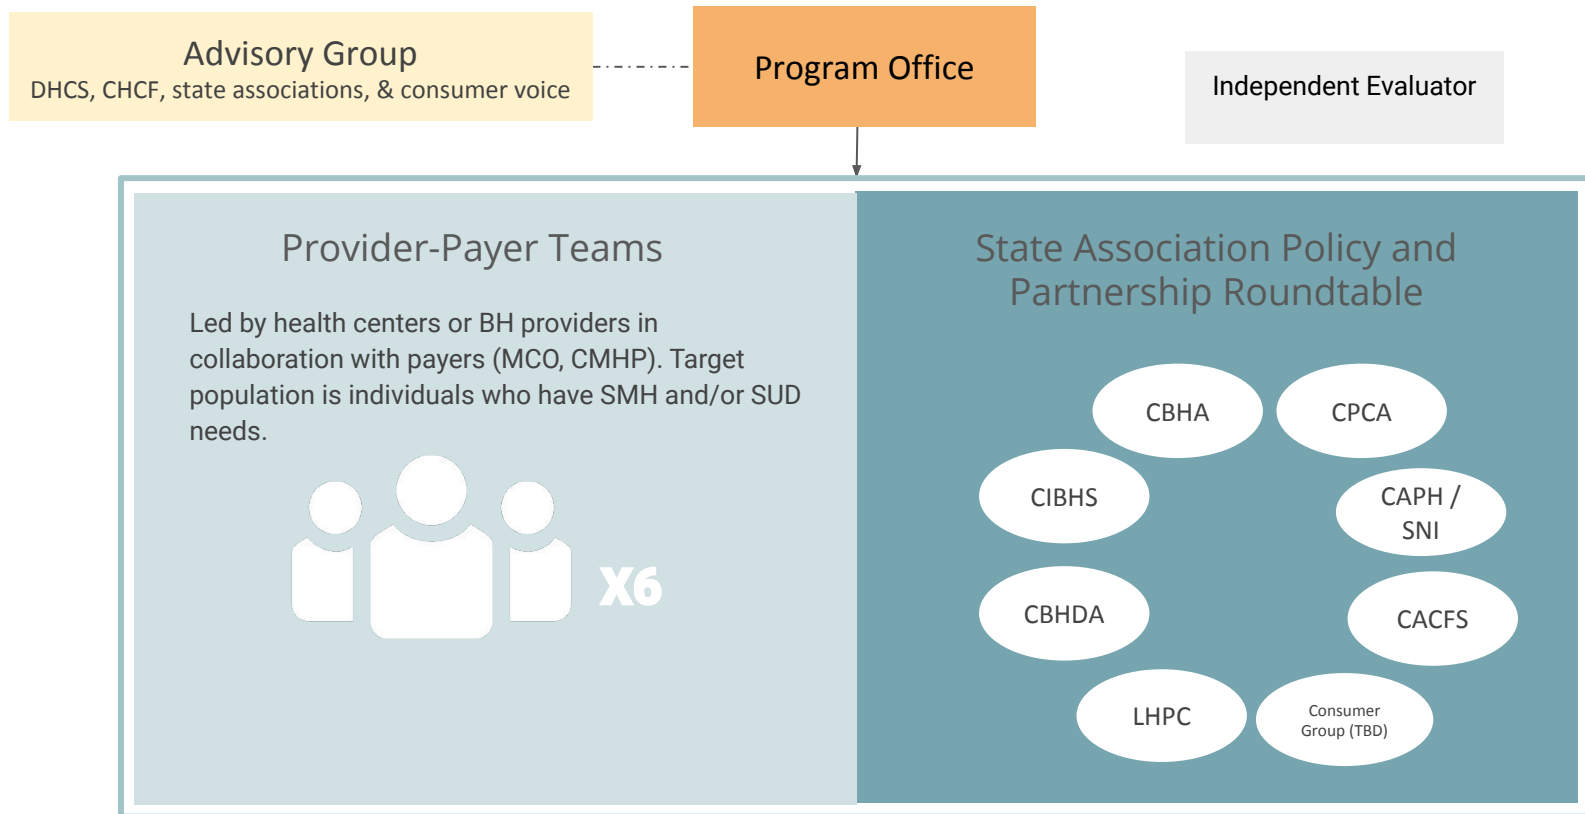 Advisory Group
DHCS, CHCF, state associations, & consumer voice
Program Office
Independent Evaluator
Provider-Payer Teams
Led by health centers or BH providers in
collaboration with payers (MCO, CMHP). Target
population is individuals who have SMH and/or SUD
needs.
X6
State Association Policy and
Partnership Roundtable
CBHA
CPCA
CIBHS
CAPH /
SNI
CBHDA
CACFS
LHPC
Consumer
Group (TBD)